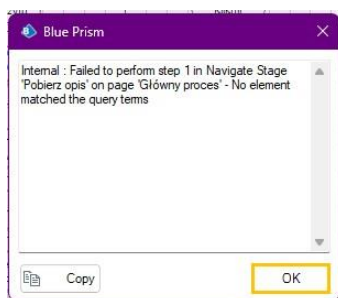 Blue Prism
Internal : Failed to perform step 1 in Navigate Stage
'Pobierz opis' on page 'Główny proces' - No element
matched the query terms
Copy
OK